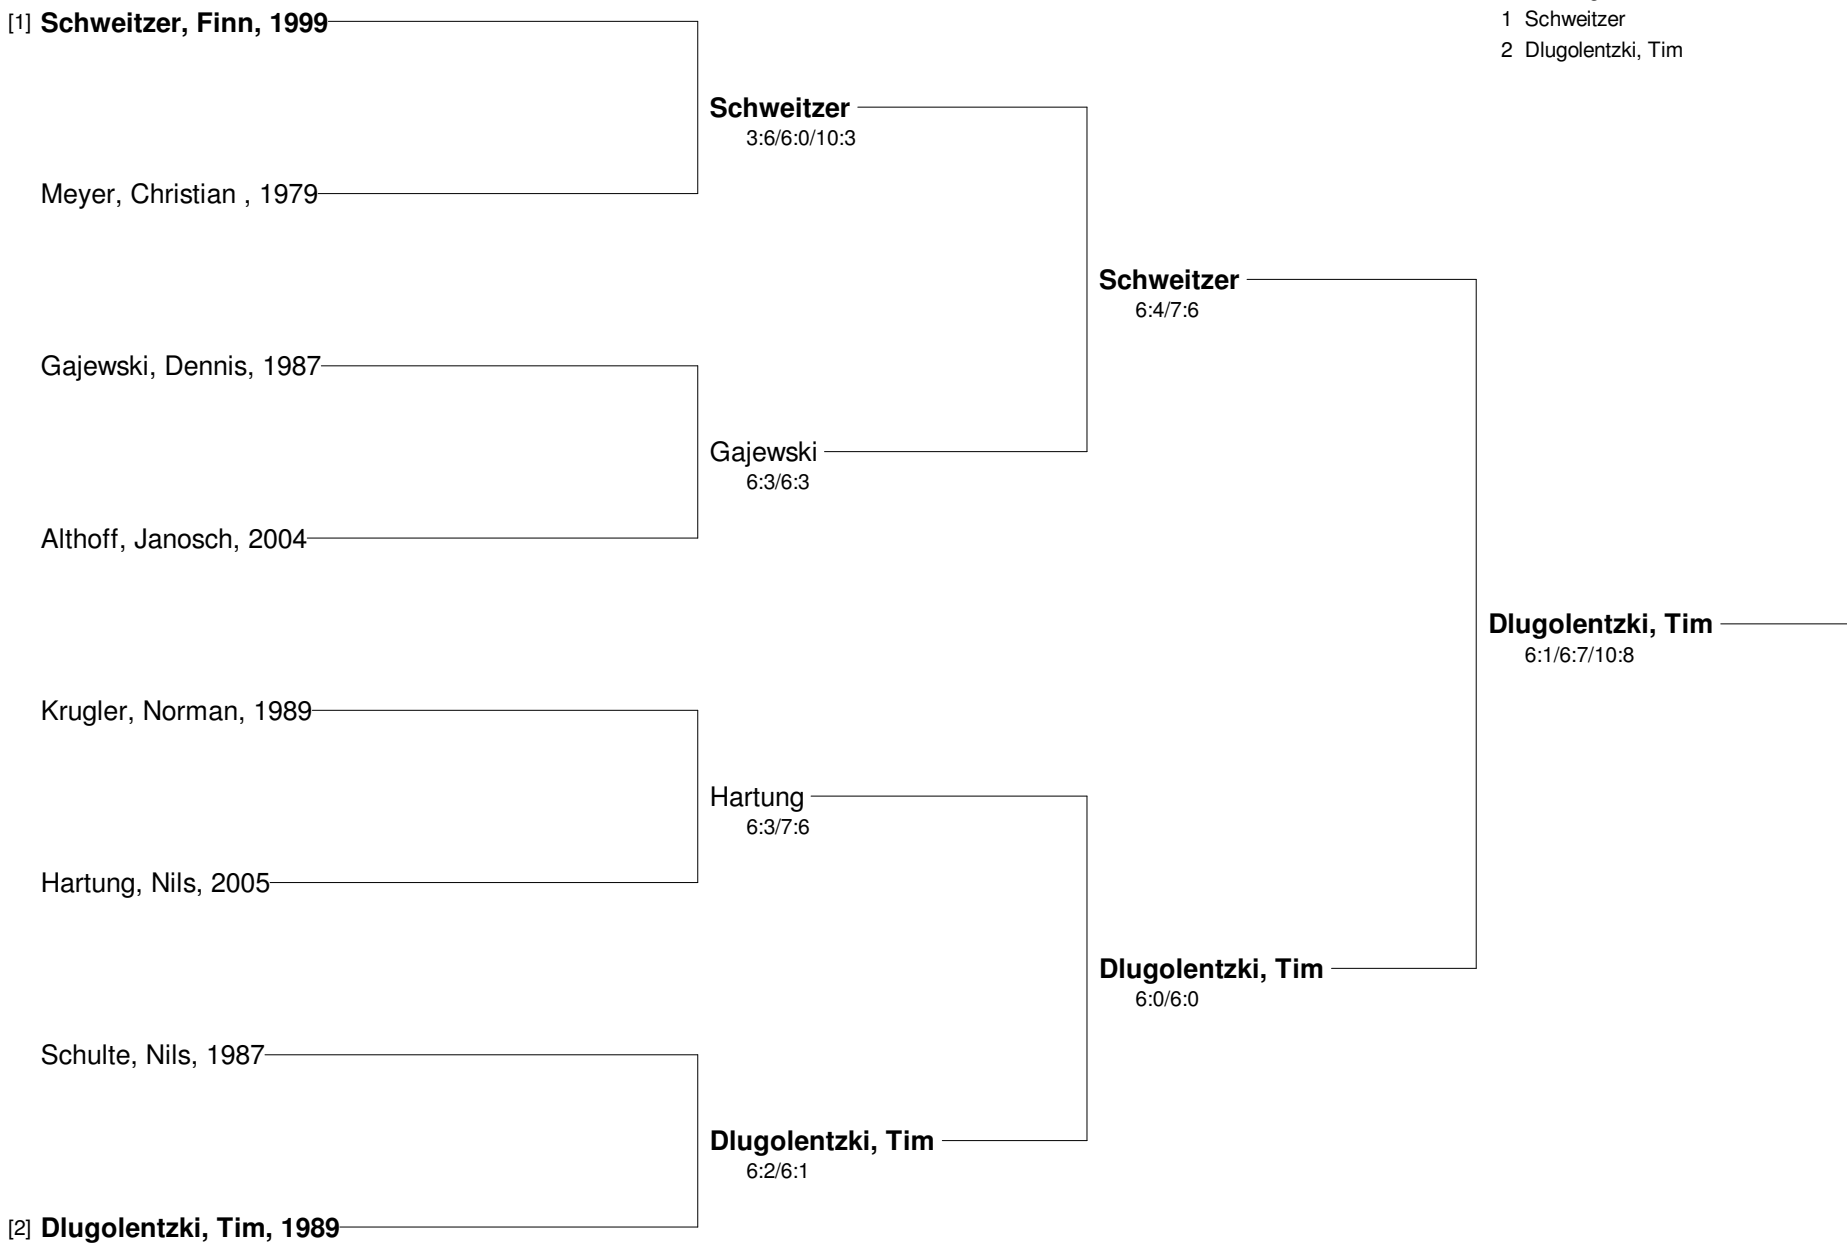 [1] Schweitzer, Finn, 1999
1 Schweitzer
2 Dlugolentzki, Tim
Schweitzer
3:6/6:0/10:3
Meyer, Christian , 1979
Schweitzer
6:4/7:6
Gajewski, Dennis, 1987
Gajewski
6:3/6:3
Althoff, Janosch, 2004
Dlugolentzki, Tim
6:1/6:7/10:8
Krugler, Norman, 1989
Hartung
6:3/7:6
Hartung, Nils, 2005
Dlugolentzki, Tim
6:0/6:0
Schulte, Nils, 1987
Dlugolentzki, Tim
6:2/6:1
[2] Dlugolentzki, Tim, 1989